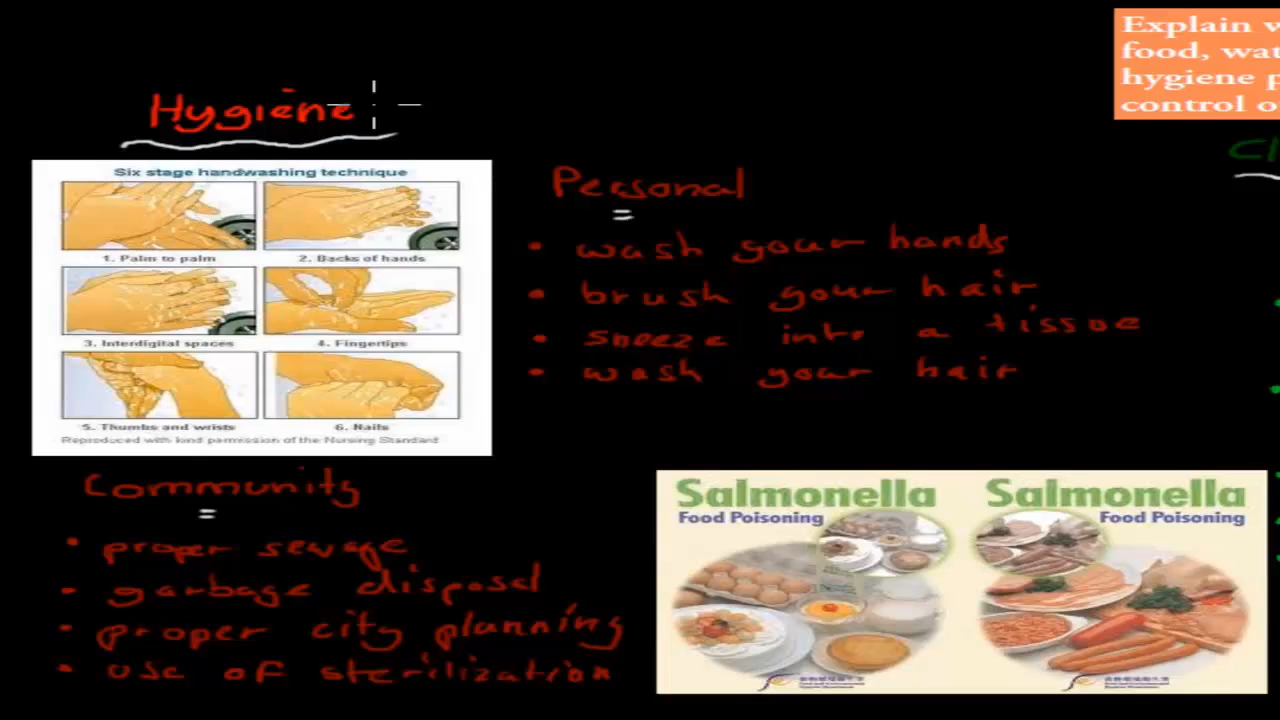 Explain w
food, wat
hygiene p
control o
Hygiene
Cl
Six stage handwashing technique
1. Palm to palm
2. Backs of hands
3. Interdigital spaces
4. Fingertips
5. Thumbs and wrists
6. Nails
Reproduced with kind permission of the Nursing Standard
Personal
• wash your hands
• brush your hair
• sneeze into a tissue
• wash your hair
Community
• proper sewage
• garbage disposal
• proper city planning
• use of sterilization
Salmonella
Food Poisoning
Salmonella
Food Poisoning